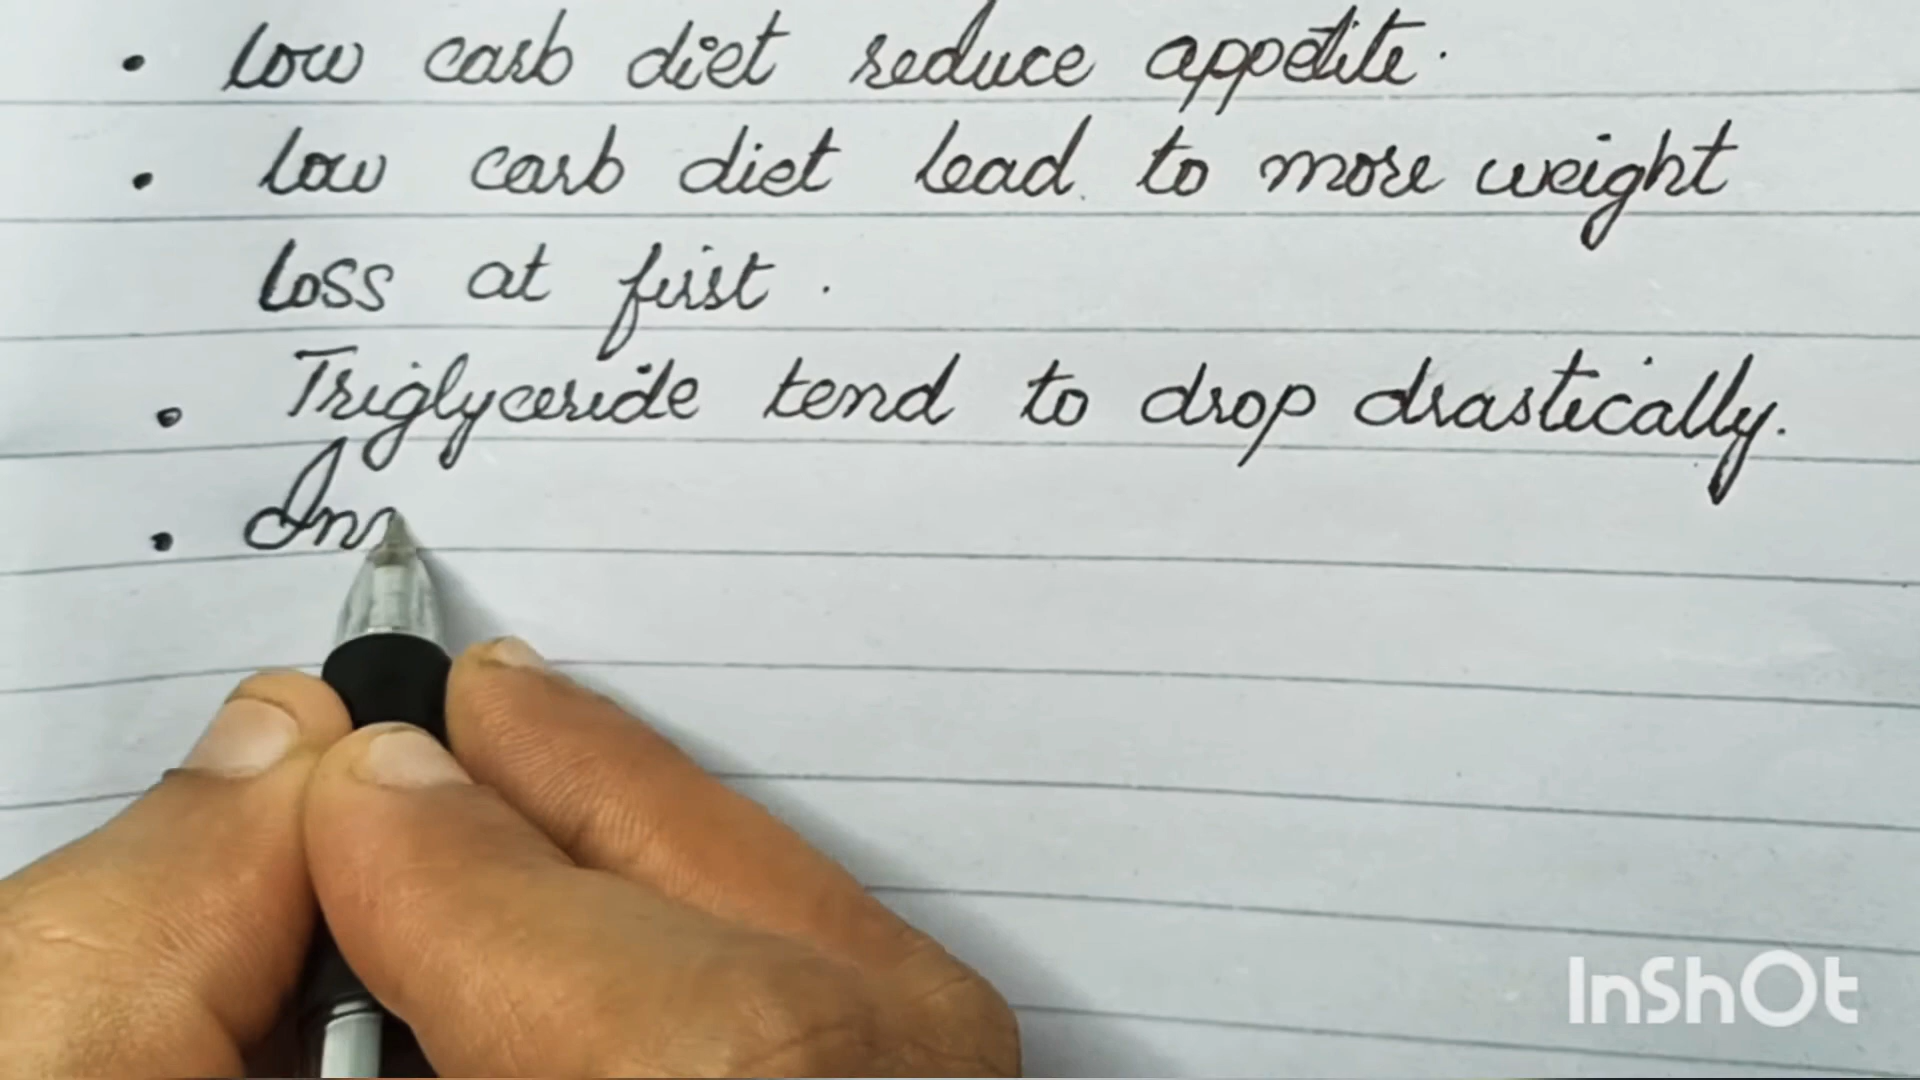 • Low carb diet reduce appetite.
• Low carb diet lead to more weight
loss at first.
• Triglyceride tend to drop drastically.
• In
InShOt